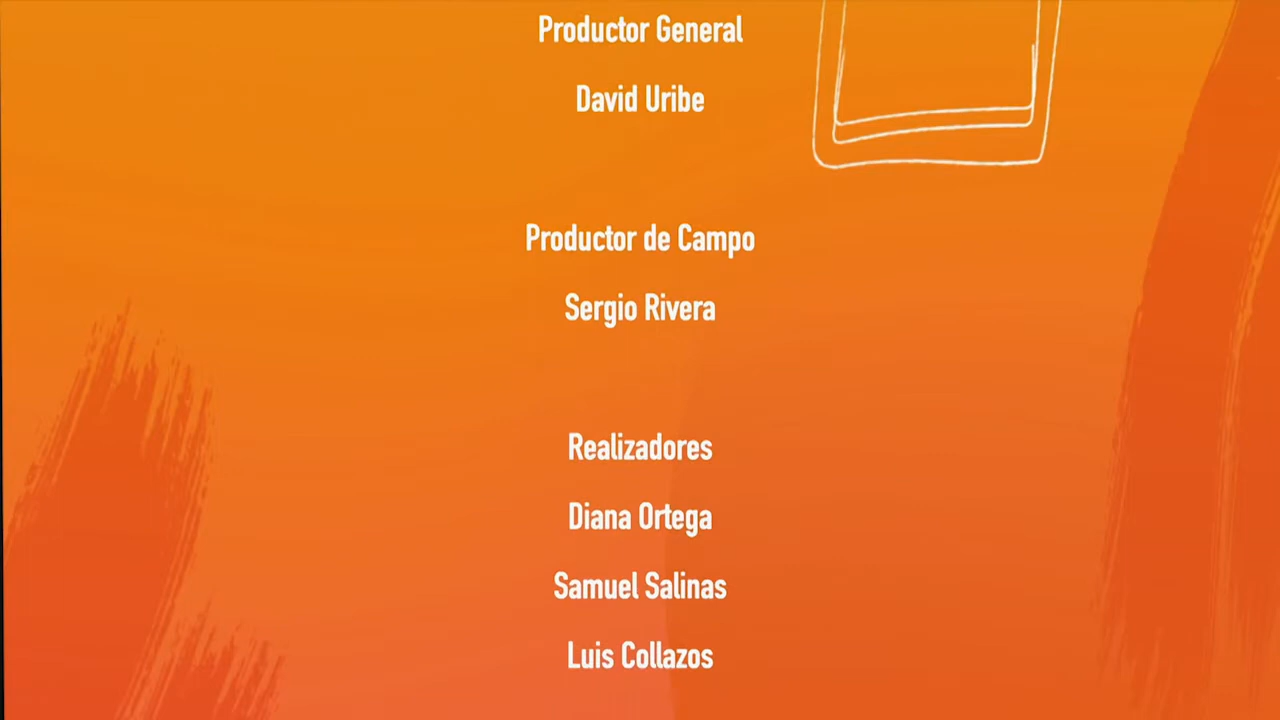 Productor General
David Uribe
Productor de Campo
Sergio Rivera
Realizadores
Diana Ortega
Samuel Salinas
Luis Collazos